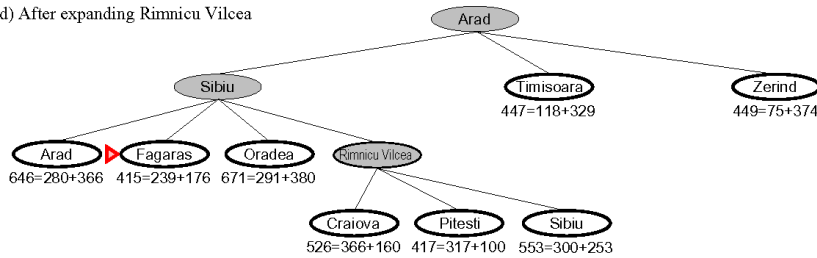 d) After expanding Rimnicu Vilcea
Arad
Sibiu
Timisoara
Zerind
447=118+329
449=75+374
Arad
Fagaras
Oradea
Rimnicu Vilcea
646=280+366
415=239+176
671=291+380
Craiova
Pitesti
Sibiu
526=366+160
417=317+100
553=300+253